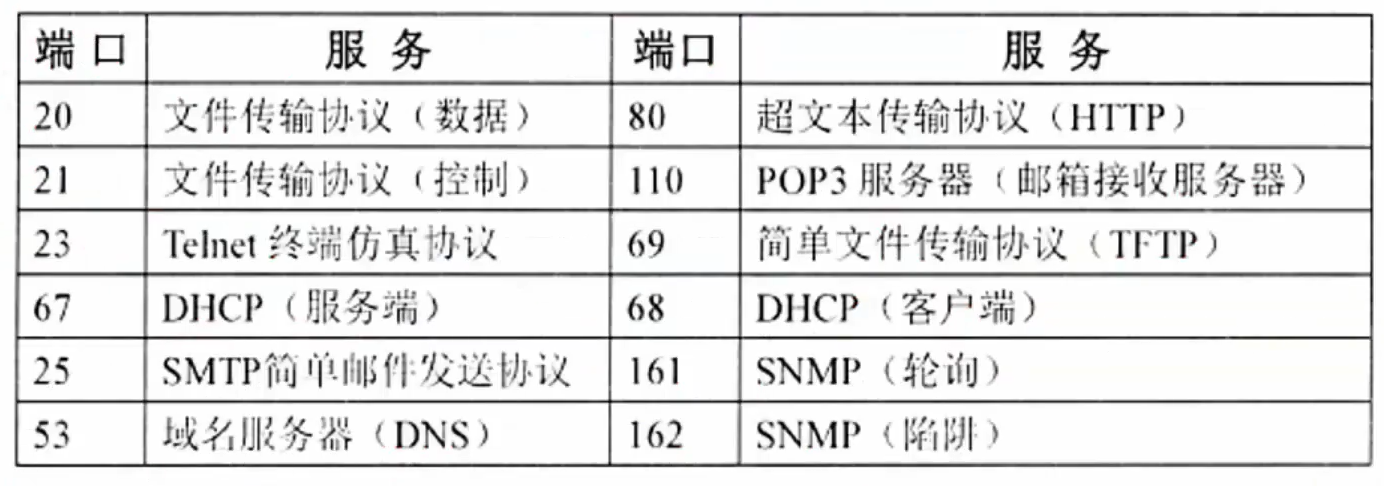 端口 服务 端口 服务
20 文件传输协议（数据） 80 超文本传输协议（HTTP）
21 文件传输协议（控制） 110 POP3 服务器（邮箱接收服务器）
23 Telnet 终端仿真协议 69 简单文件传输协议（TFTP）
67 DHCP（服务端） 68 DHCP（客户端）
25 SMTP简单邮件发送协议 161 SNMP（轮询）
53 域名服务器（DNS） 162 SNMP（陷阱）